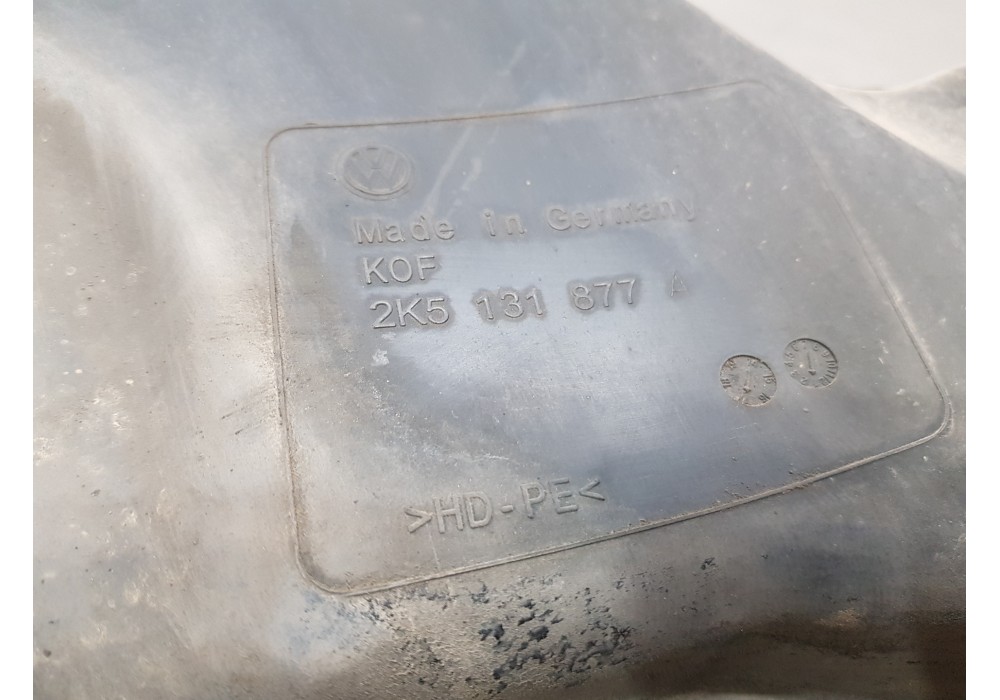 Made in Germany
KOF
2K5 131 877 A
>HD-PE<